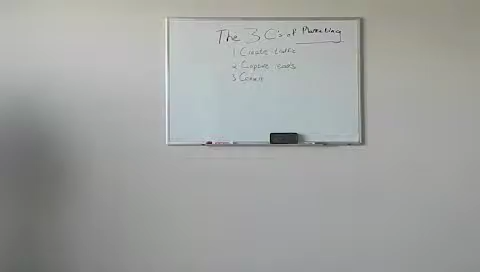 The 3 C's of Marketing
1 Create traffic
2 Capture leads
3 Convert